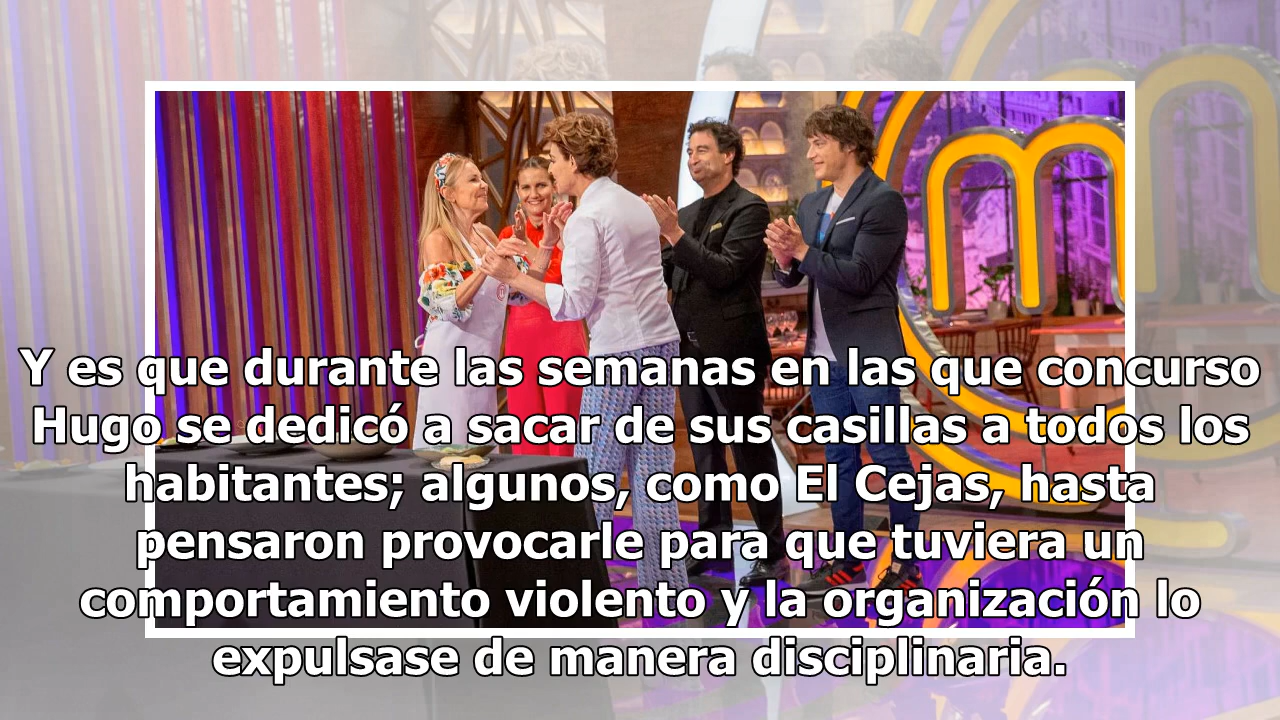 Y es que durante las semanas en las que concurso
Hugo se dedicó a sacar de sus casillas a todos los
habitantes; algunos, como El Cejas, hasta
pensaron provocarle para que tuviera un
comportamiento violento y la organización lo
expulsase de manera disciplinaria.